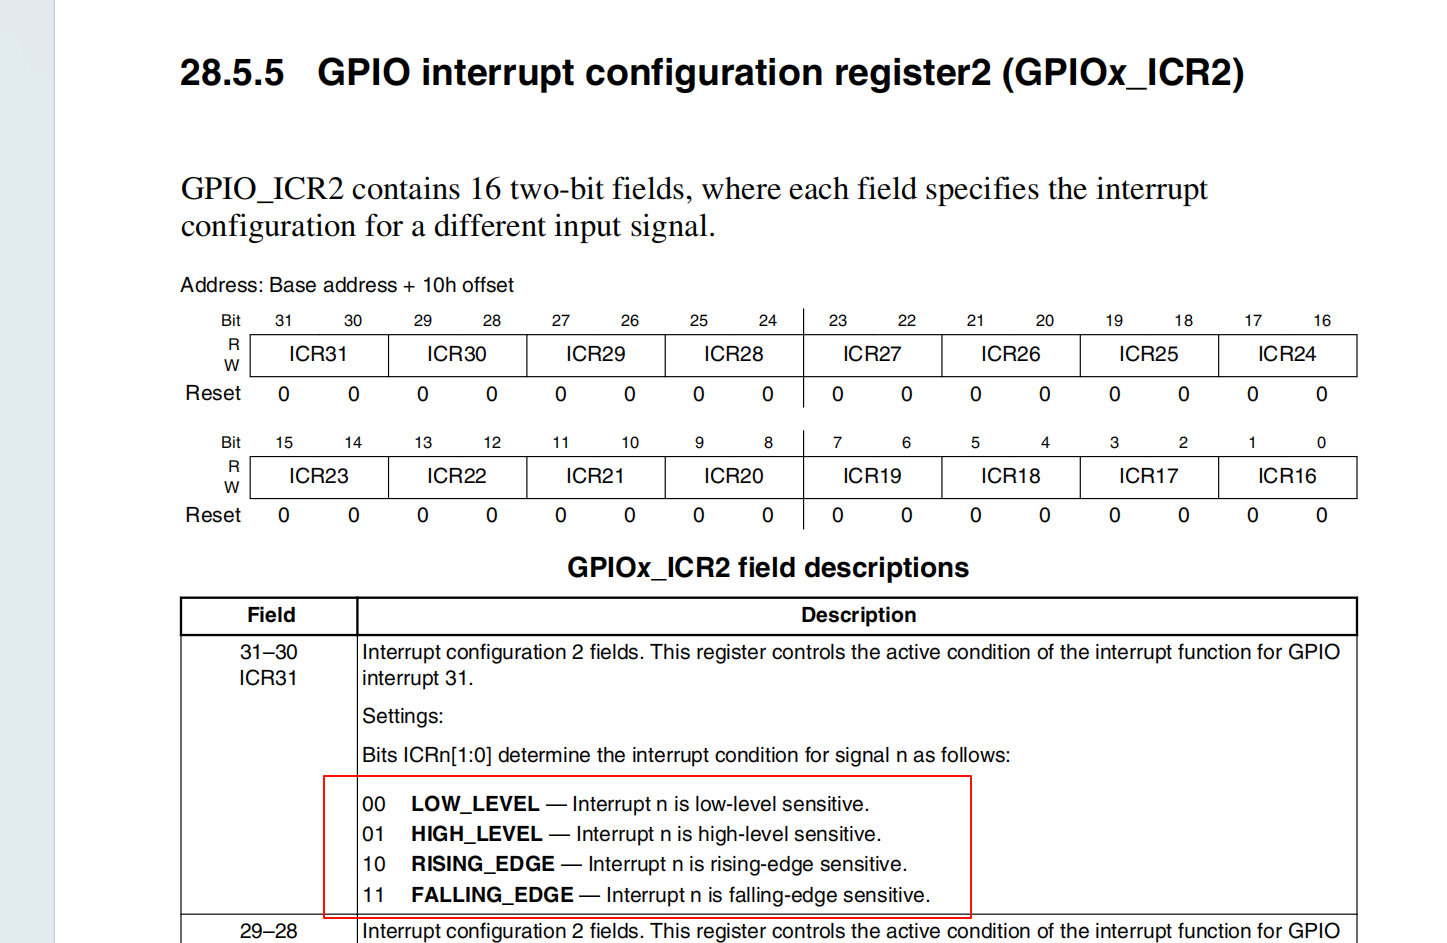 28.5.5 GPIO interrupt configuration register2 (GPIOx_ICR2)
GPIO_ICR2 contains 16 two-bit fields, where each field specifies the interrupt
configuration for a different input signal.
Address: Base address + 10h offset
Bit 31 30 29 28 27 26 25 24 23 22 21 20 19 18 17 16
R
ICR31 ICR30 ICR29 ICR28 ICR27 ICR26 ICR25 ICR24
W
Reset 0 0 0 0 0 0 0 0 0 0 0 0 0 0 0 0
Bit 15 14 13 12 11 10 9 8 7 6 5 4 3 2 1 0
R
ICR23 ICR22 ICR21 ICR20 ICR19 ICR18 ICR17 ICR16
W
Reset 0 0 0 0 0 0 0 0 0 0 0 0 0 0 0 0
GPIOx_ICR2 field descriptions
Field Description
31–30 Interrupt configuration 2 fields. This register controls the active condition of the interrupt function for GPIO
ICR31 interrupt 31.
Settings:
Bits ICRn[1:0] determine the interrupt condition for signal n as follows:
00 LOW_LEVEL — Interrupt n is low-level sensitive.
01 HIGH_LEVEL — Interrupt n is high-level sensitive.
10 RISING_EDGE — Interrupt n is rising-edge sensitive.
11 FALLING_EDGE — Interrupt n is falling-edge sensitive.
29–28 Interrupt configuration 2 fields. This register controls the active condition of the interrupt function for GPIO